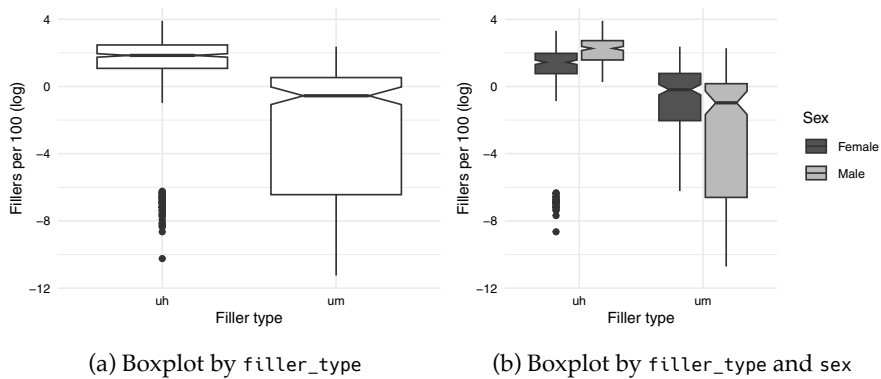 4
0
−4
−8
−12
Fillers per 100 (log)
uh
um
Filler type
4
0
−4
−8
−12
Fillers per 100 (log)
uh
um
Filler type
Sex
Female
Male
(a) Boxplot by filler_type
(b) Boxplot by filler_type and sex